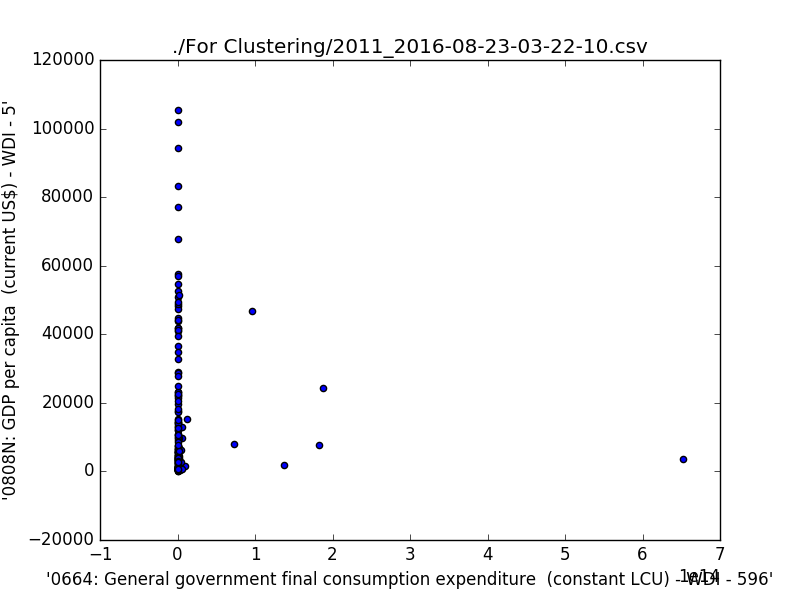 ./For Clustering/2011_2016-08-23-03-22-10.csv
120000
100000
80000
60000
40000
20000
0
−20000
'0808N: GDP per capita  (current US$) - WDI - 5'
−1 0 1 2 3 4 5 6 7
1e14
'0664: General government final consumption expenditure  (constant LCU) - WDI - 596'